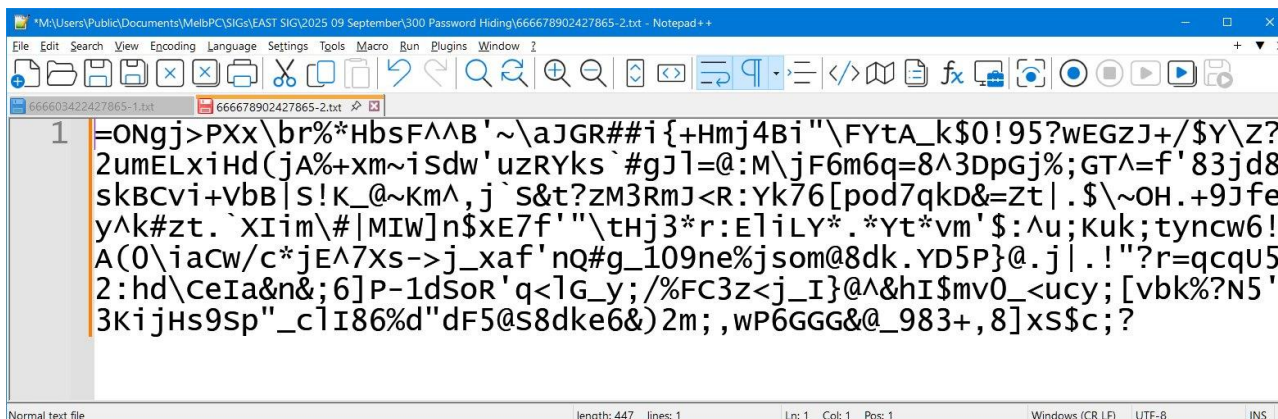 *M:\Users\Public\Documents\MelbPC\SIGs\EAST SIG\2025 09 September\300 Password Hiding\666678902427865-2.txt - Notepad++
File Edit Search View Encoding Language Settings Tools Macro Run Plugins Window ?
666603422427865-1.txt 666678902427865-2.txt
1 =ONgj>PXx\br%*HbsF^^B'~\aJGR##i{+Hmj4Bi"\FYtA_k$0!95?wEGzJ+/$Y\Z?
2umELxiHd(jA%+xm~iSdw'uzRYks`#gJl=@:M\jF6m6q=8^3DpGj%;GT^=f'83jd8
skBCvi+VbB|S!K_@~Km^,j`S&t?zM3RmJ<R:Yk76[pod7qkD&=Zt|.$\~OH.+9Jfe
y^k#zt.`XIim\#|MIW]n$xE7f'"\tHj3*r:EliLY*.*Yt*vm'$:^u;Kuk;tyncw6!
A(0\iaCw/c*jE^7Xs->j_xaf'nQ#g_109ne%jsom@8dk.YD5P}@.j|.!"?r=qcqU5
2:hd\CeIa&n&;6]P-1dSoR'q<lG_y;/%FC3z<j_I}@^&hI$mvO_<ucy;[vbk%?N5'
3KijHs9Sp"_clI86%d"dF5@S8dke6&)2m;,wP6GGG&@_983+,8]xS$c;?
Normal text file length: 447 lines: 1 Ln: 1 Col: 1 Pos: 1 Windows (CR LF) UTF-8 INS